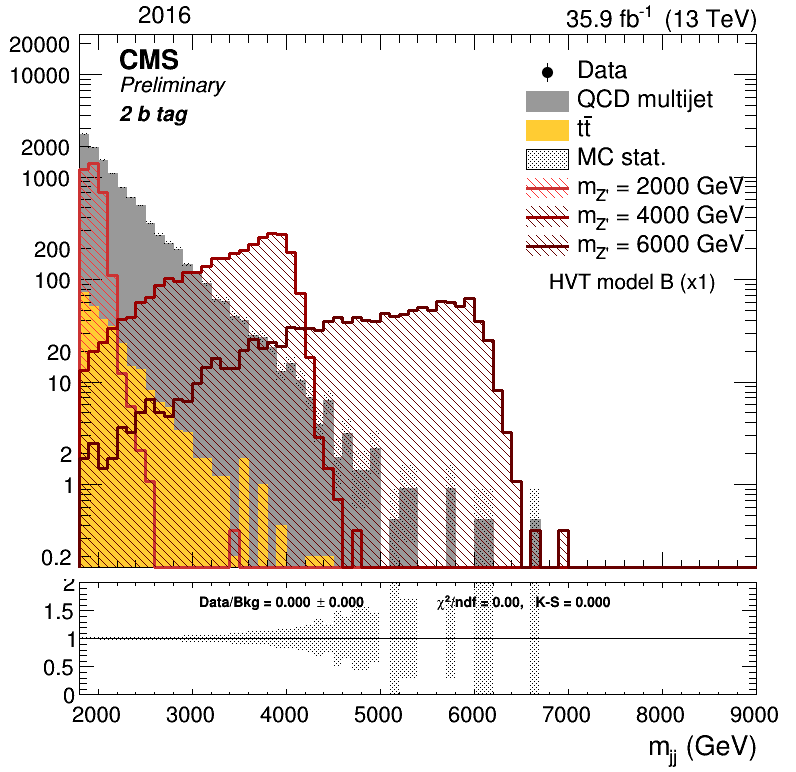 2016 35.9 fb⁻¹ (13 TeV)
CMS
Preliminary
2 b tag
Data
QCD multijet
tt̄
MC stat.
m_Z' = 2000 GeV
m_Z' = 4000 GeV
m_Z' = 6000 GeV
HVT model B (x1)
20000
10000
2000
1000
200
100
20
10
2
1
0.2
Data/Bkg = 0.000 ± 0.000 χ²/ndf = 0.00, K-S = 0.000
2
1.5
1
0.5
0
2000 3000 4000 5000 6000 7000 8000 9000
m_jj (GeV)